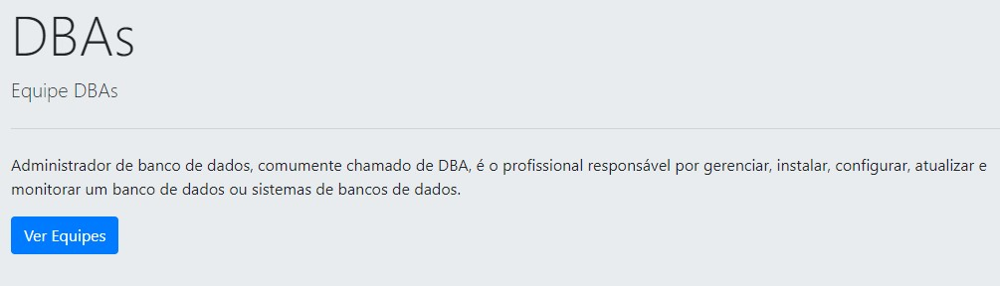 DBAs
Equipe DBAs
Administrador de banco de dados, comumente chamado de DBA, é o profissional responsável por gerenciar, instalar, configurar, atualizar e
monitorar um banco de dados ou sistemas de bancos de dados.
Ver Equipes